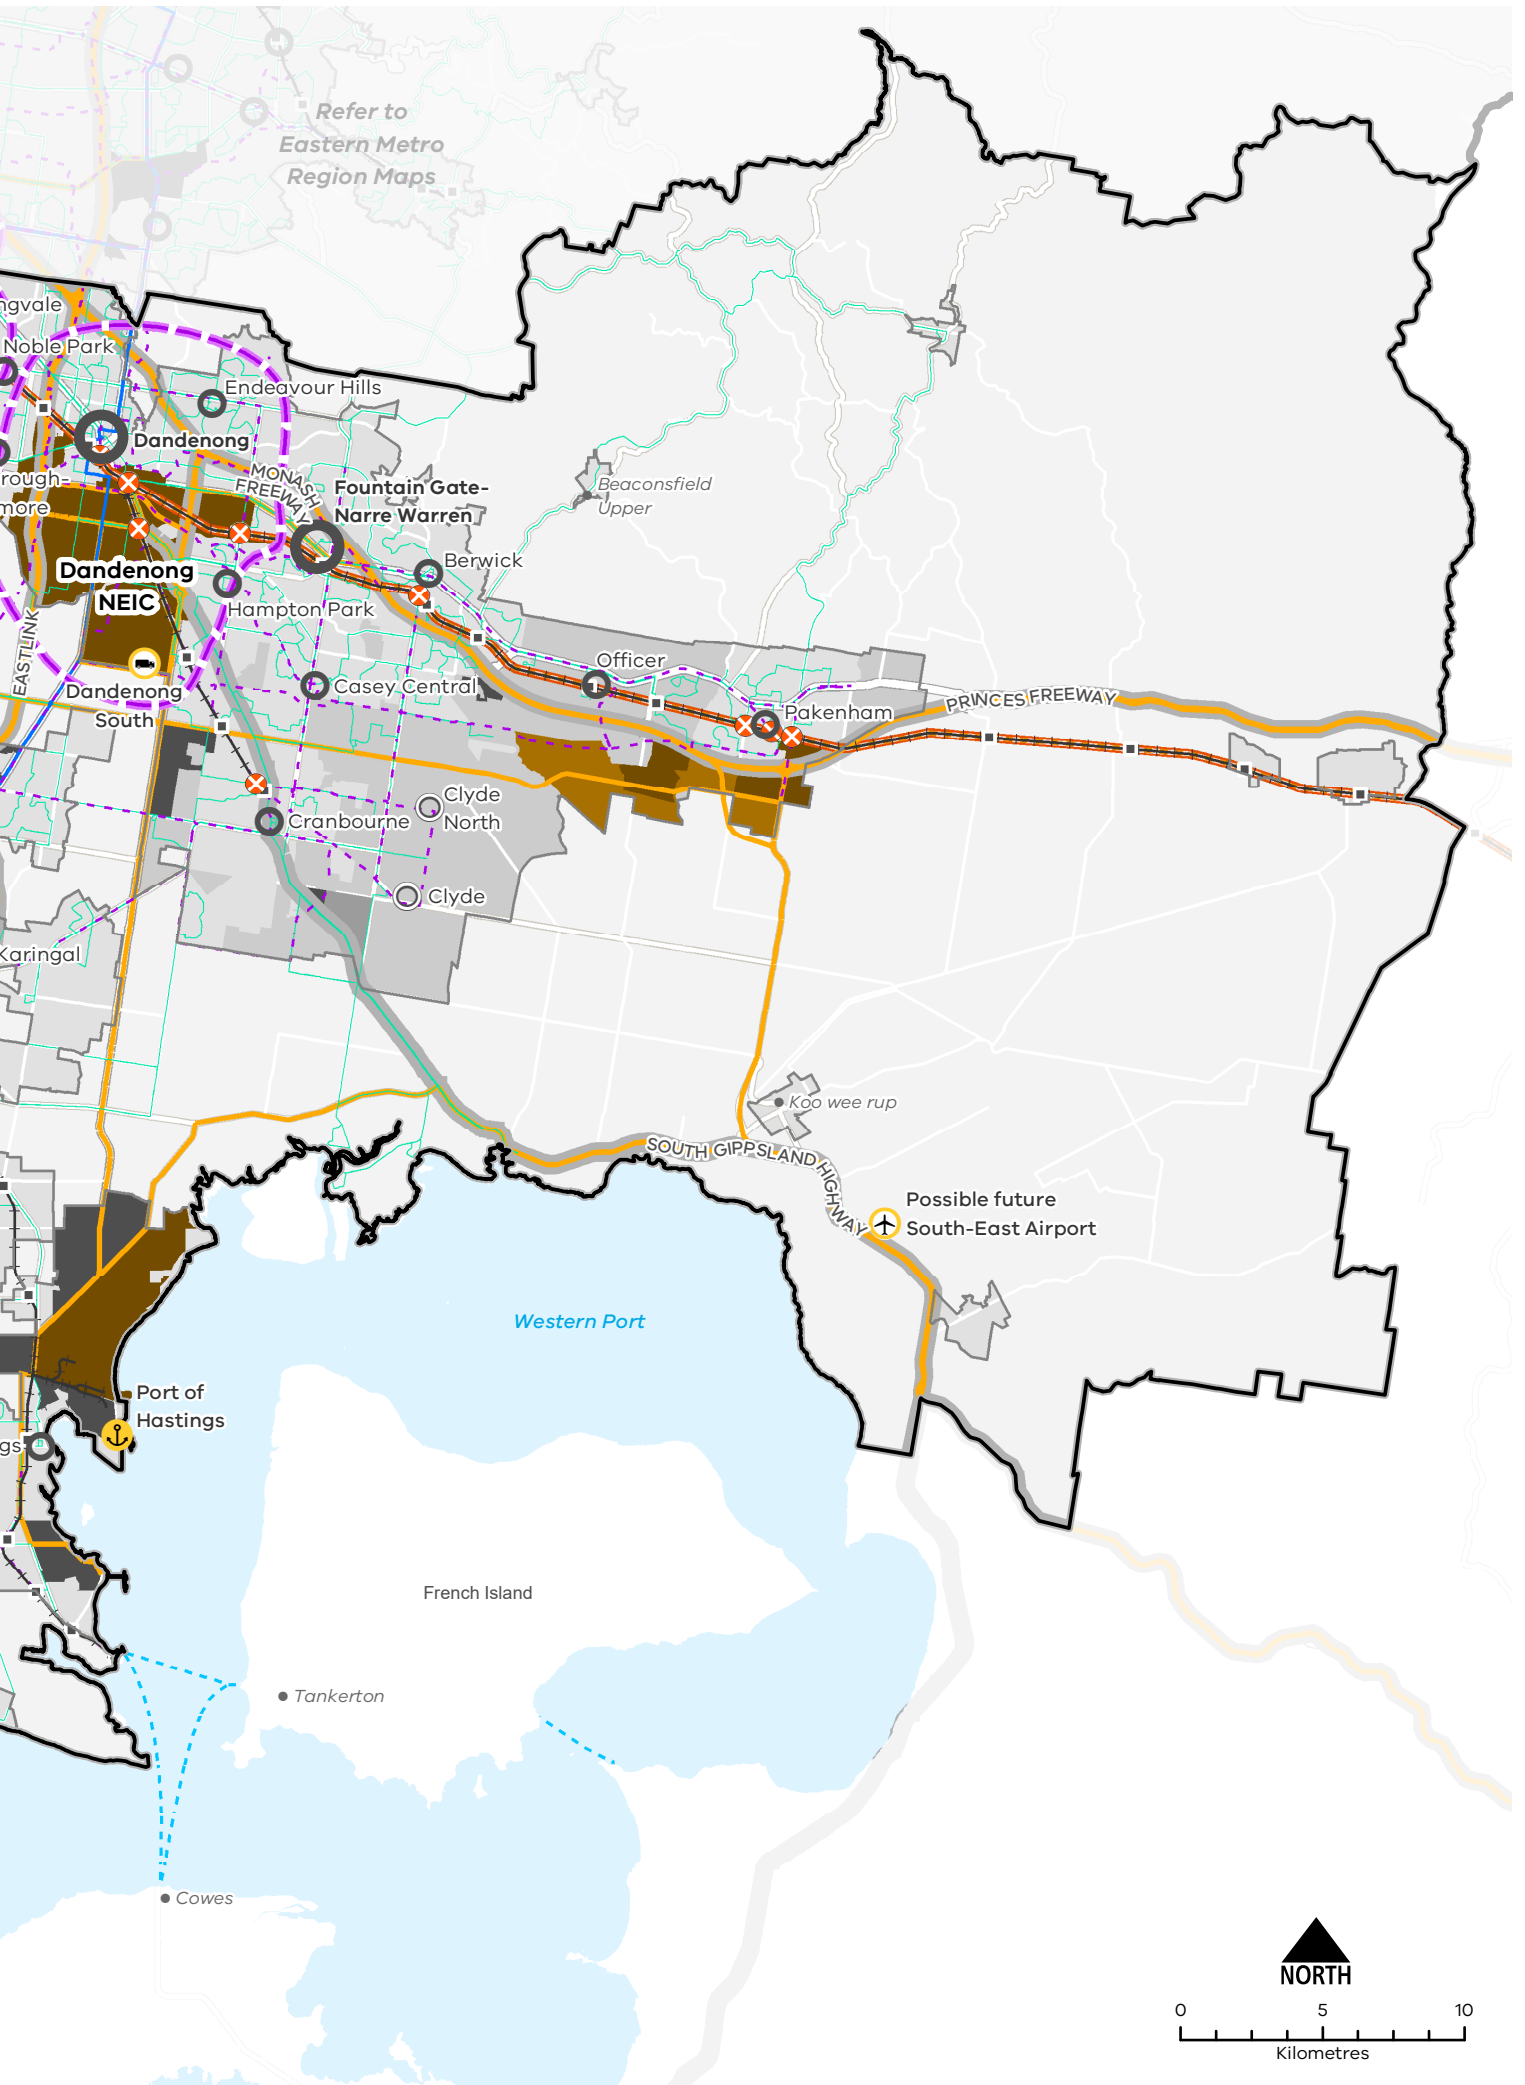 Refer to
Eastern Metro
Region Maps
ngvale
Noble Park
Endeavour Hills
Dandenong
MONASH
FREEWAY
Fountain Gate-
Narre Warren
rough-
more
Beaconsfield
Upper
Berwick
Dandenong
NEIC
Hampton Park
EASTLINK
Officer
Dandenong
South
Casey Central
PRINCES FREEWAY
Pakenham
Clyde
North
Cranbourne
Clyde
Karingal
Koo wee rup
SOUTH GIPPSLAND HIGHWAY
Possible future
South-East Airport
Western Port
Port of
Hastings
gs
French Island
Tankerton
Cowes
NORTH
0 5 10
Kilometres